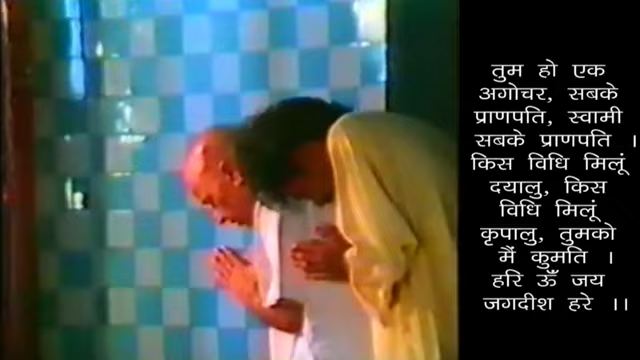 तुम हो एक
अगोचर, सबके
प्राणपति, स्वामी
सबके प्राणपति ।
किस विधि मिलूं
दयालु, किस
विधि मिलूं
कृपालु, तुमको
मैं कुमति ।
हरि ऊँ जय
जगदीश हरे ।।